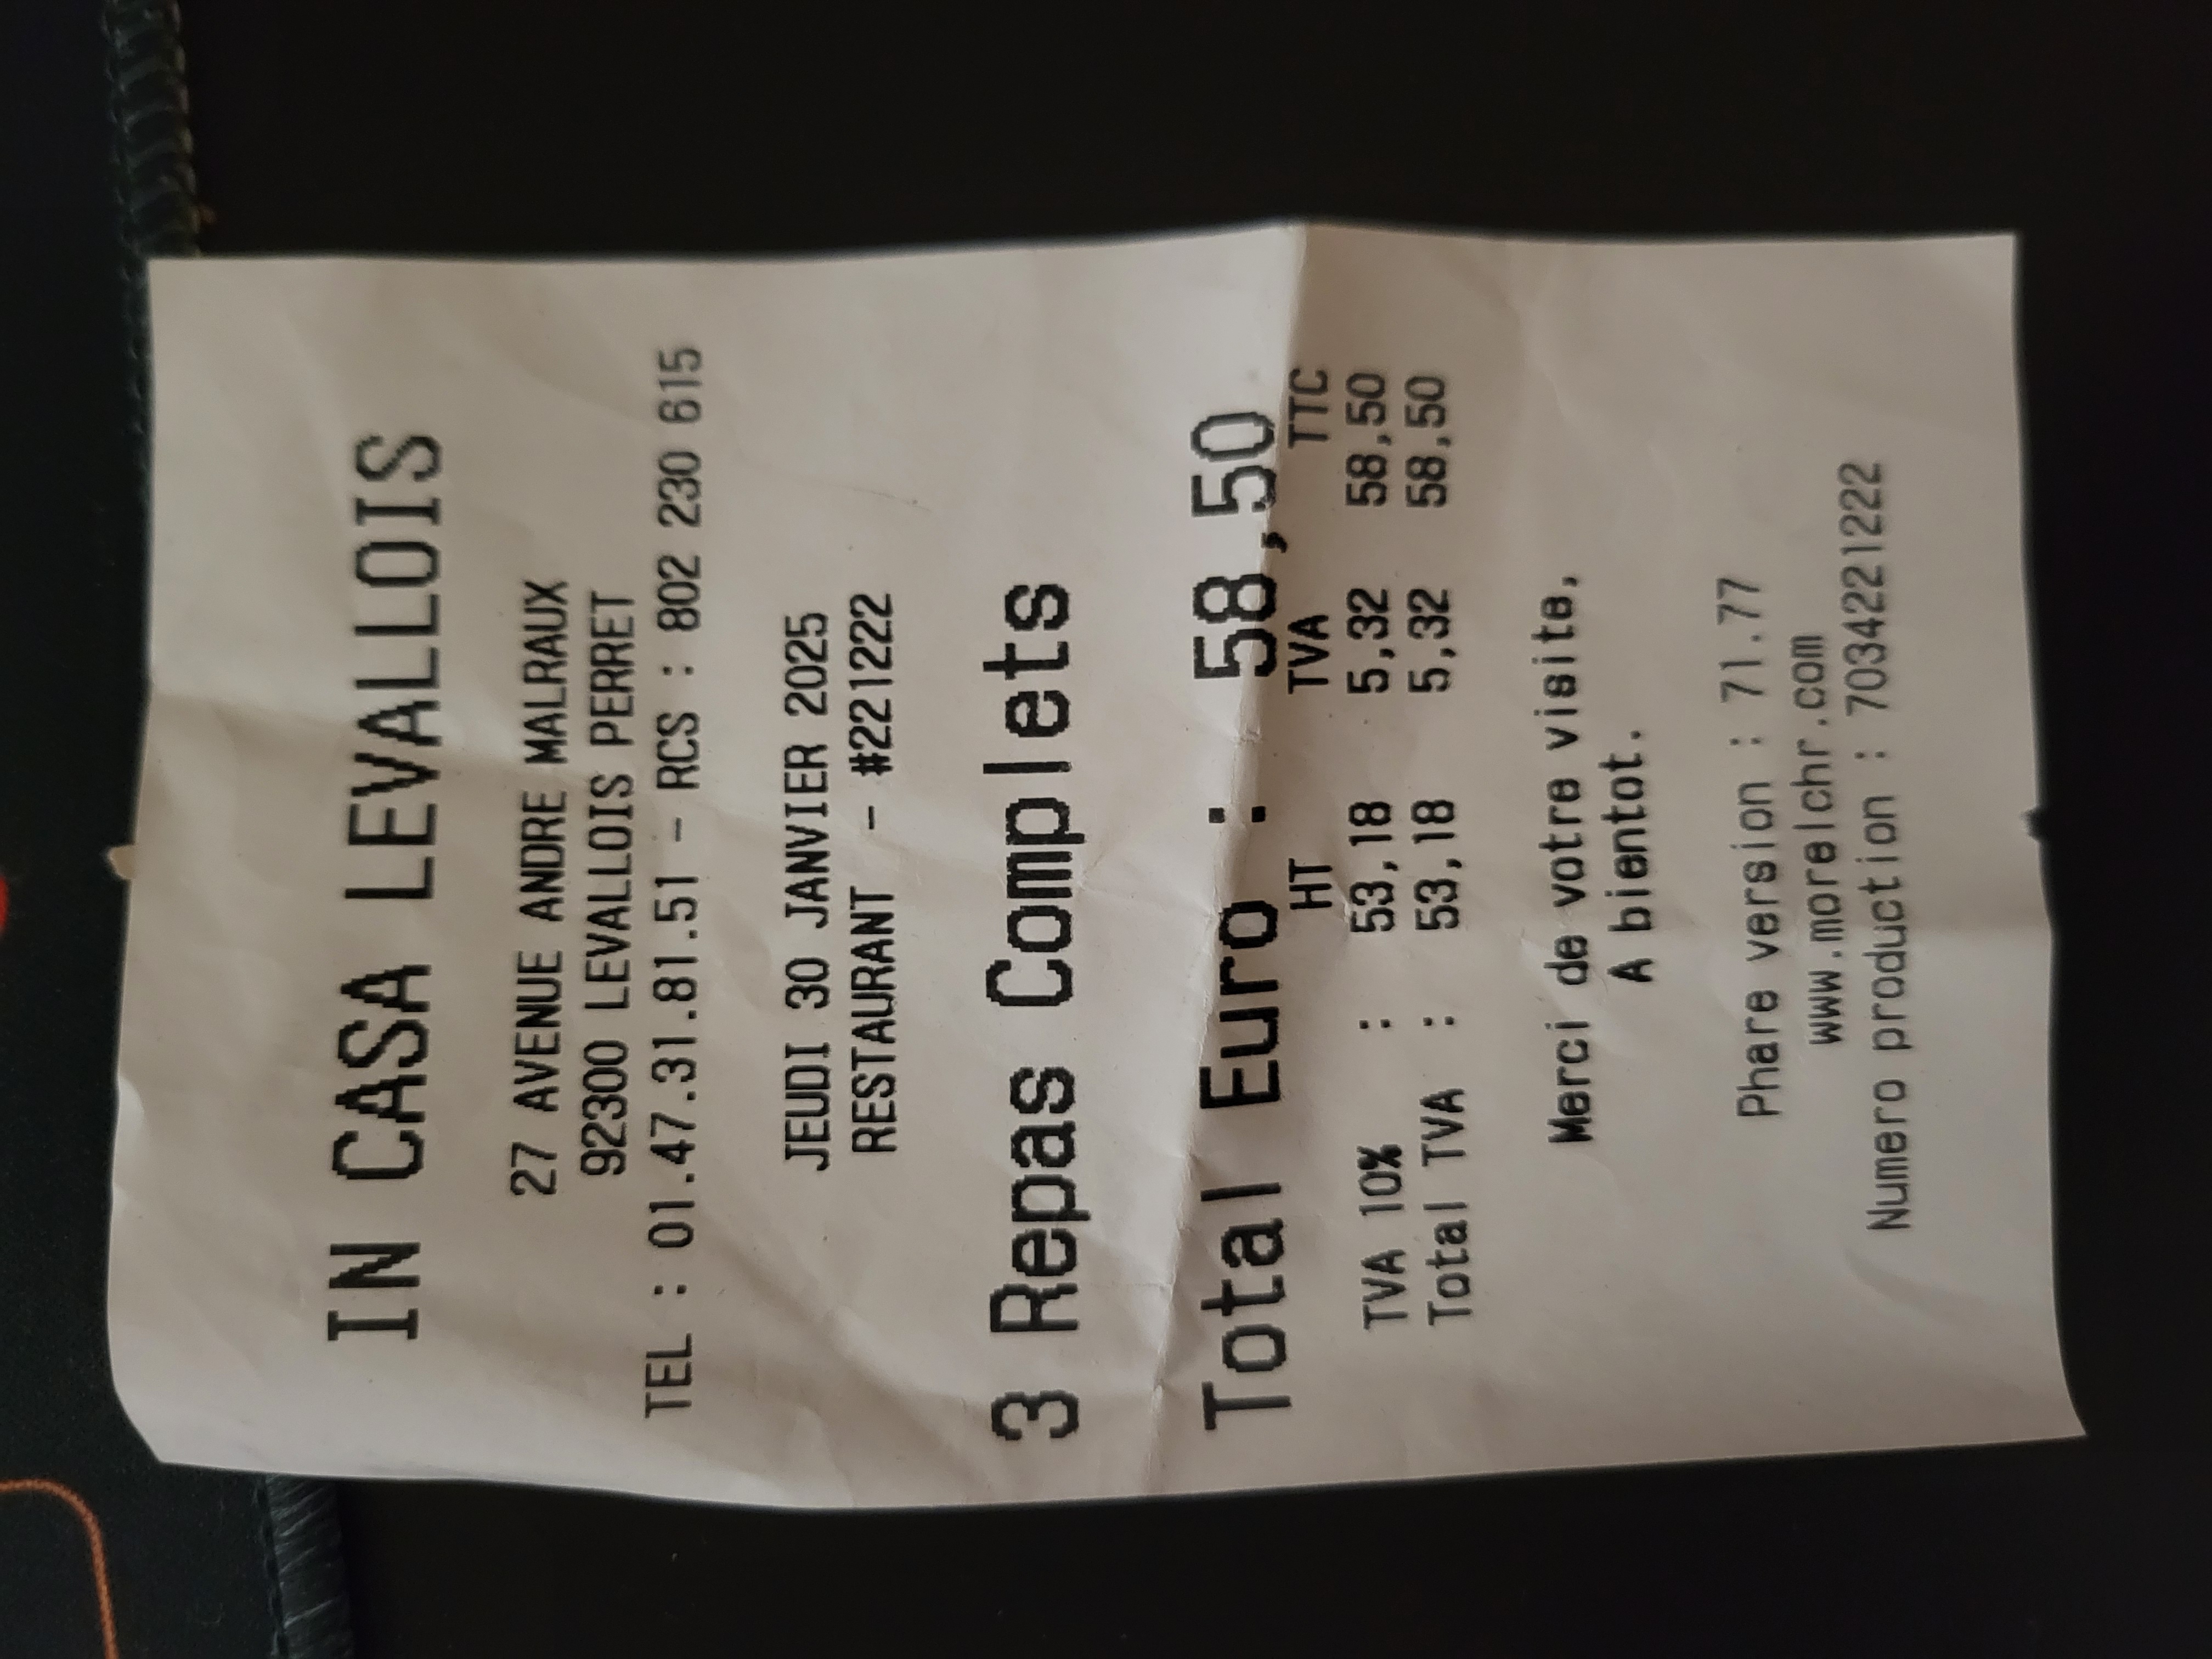 IN CASA LEVALLOIS
27 AVENUE ANDRE MALRAUX
92300 LEVALLOIS PERRET
TEL : 01.47.31.81.51 - RCS : 802 230 615
JEUDI 30 JANVIER 2025
RESTAURANT - #221222
3 Repas Complets
Total Euro : 58,50
HT TVA TTC
TVA 10% : 53,18 5,32 58,50
Total TVA : 53,18 5,32 58,50
Merci de votre visite,
A bientot.
Phare version : 71.77
www.morelchr.com
Numero production : 7034221222